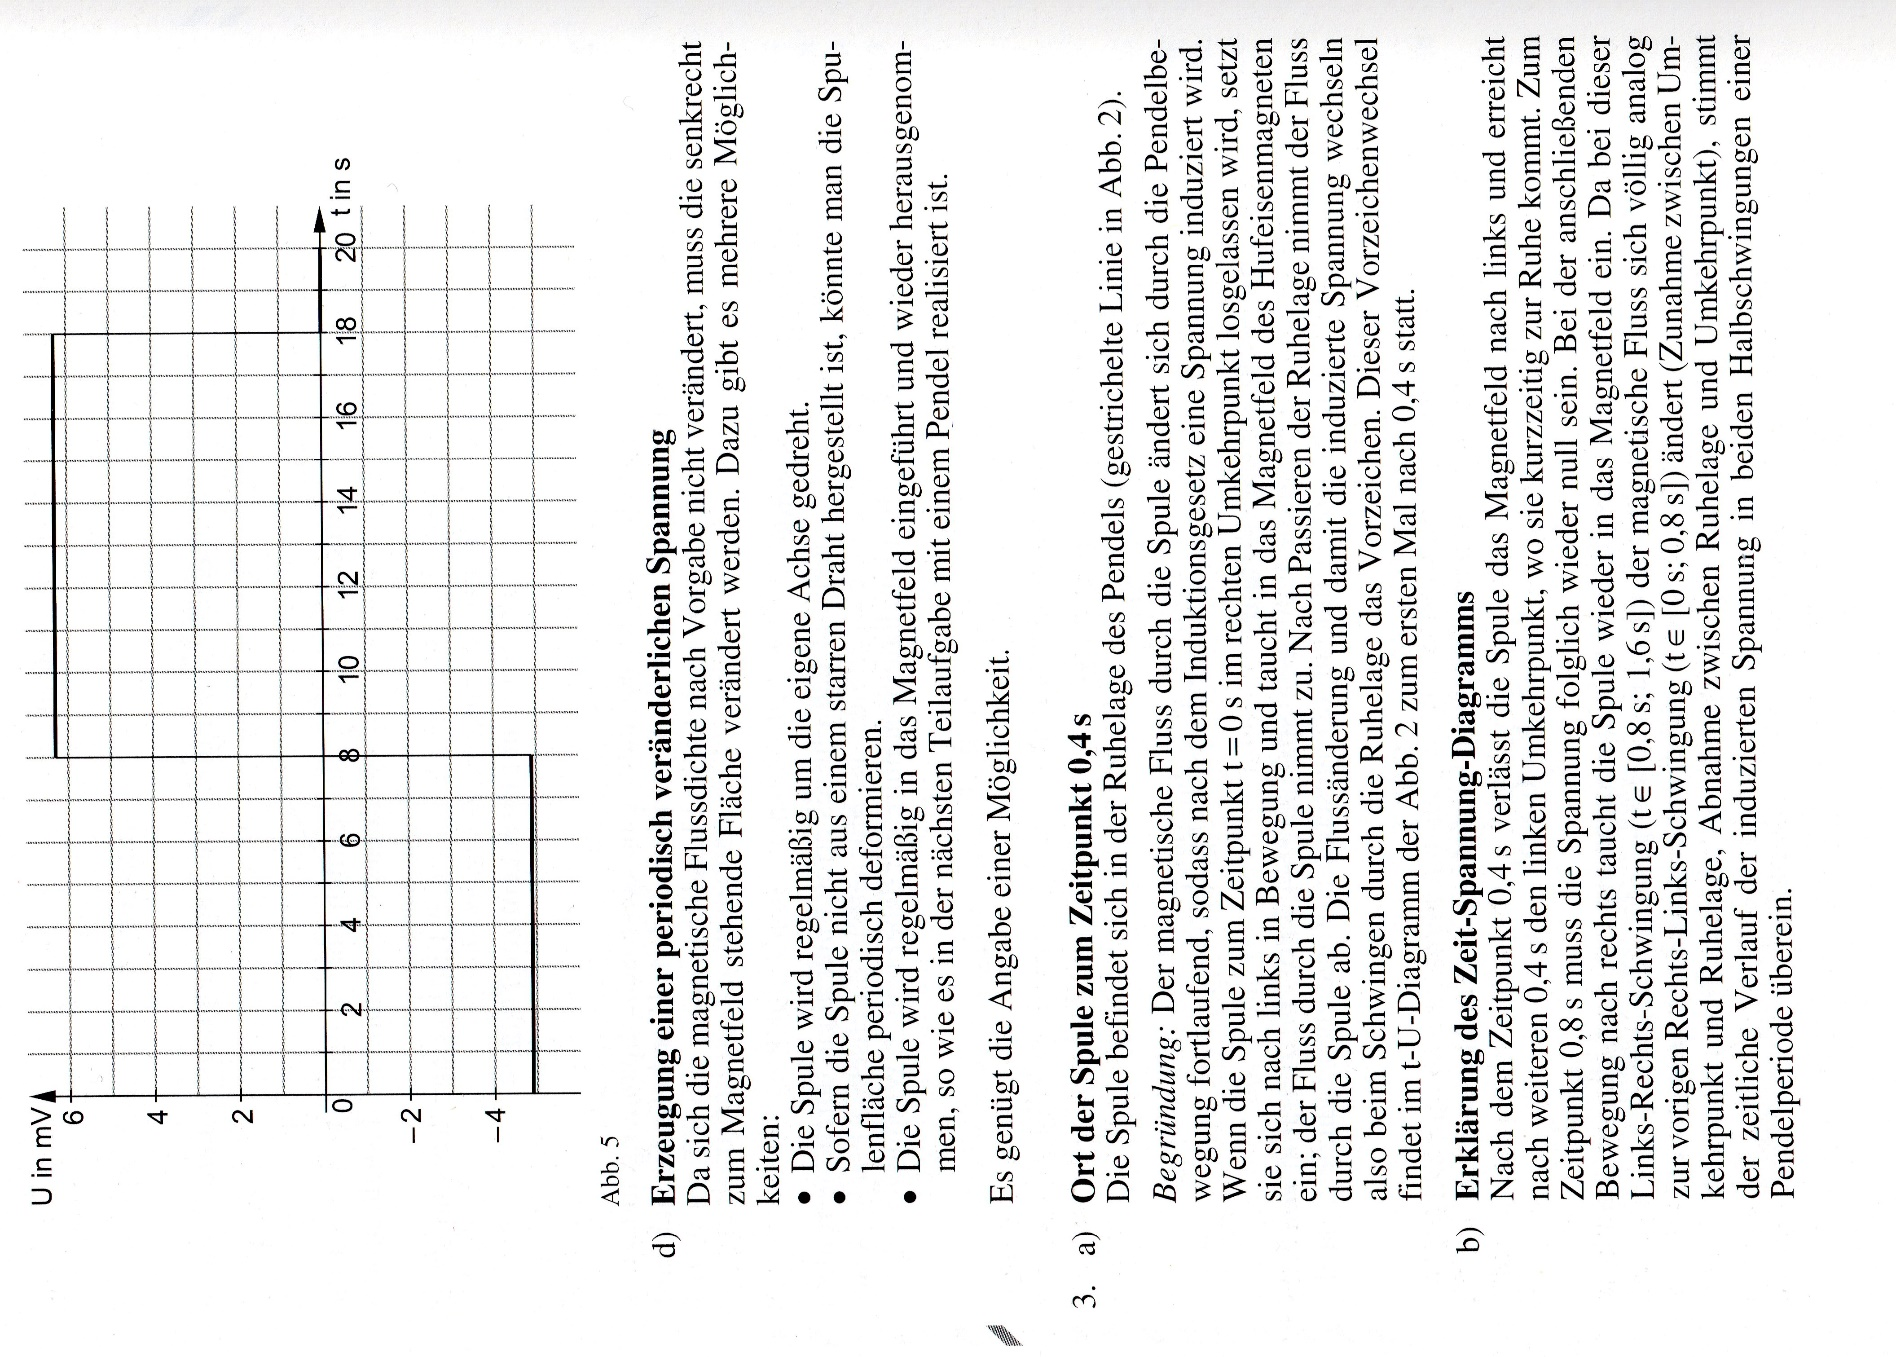 U in mV
6
4
2
0
−2
−4
2 4 6 8 10 12 14 16 18 20 t in s
Abb. 5
d) Erzeugung einer periodisch veränderlichen Spannung
Da sich die magnetische Flussdichte nach Vorgabe nicht verändert, muss die senkrecht
zum Magnetfeld stehende Fläche verändert werden. Dazu gibt es mehrere Möglich-
keiten:
• Die Spule wird regelmäßig um die eigene Achse gedreht.
• Sofern die Spule nicht aus einem starren Draht hergestellt ist, könnte man die Spu-
lenfläche periodisch deformieren.
• Die Spule wird regelmäßig in das Magnetfeld eingeführt und wieder herausgenom-
men, so wie es in der nächsten Teilaufgabe mit einem Pendel realisiert ist.
Es genügt die Angabe einer Möglichkeit.
3. a) Ort der Spule zum Zeitpunkt 0,4 s
Die Spule befindet sich in der Ruhelage des Pendels (gestrichelte Linie in Abb. 2).
Begründung: Der magnetische Fluss durch die Spule ändert sich durch die Pendelbe-
wegung fortlaufend, sodass nach dem Induktionsgesetz eine Spannung induziert wird.
Wenn die Spule zum Zeitpunkt t = 0 s im rechten Umkehrpunkt losgelassen wird, setzt
sie sich nach links in Bewegung und taucht in das Magnetfeld des Hufeisenmagneten
ein; der Fluss durch die Spule nimmt zu. Nach Passieren der Ruhelage nimmt der Fluss
durch die Spule ab. Die Flussänderung und damit die induzierte Spannung wechseln
also beim Schwingen durch die Ruhelage das Vorzeichen. Dieser Vorzeichenwechsel
findet im t-U-Diagramm der Abb. 2 zum ersten Mal nach 0,4 s statt.
b) Erklärung des Zeit-Spannung-Diagramms
Nach dem Zeitpunkt 0,4 s verlässt die Spule das Magnetfeld nach links und erreicht
nach weiteren 0,4 s den linken Umkehrpunkt, wo sie kurzzeitig zur Ruhe kommt. Zum
Zeitpunkt 0,8 s muss die Spannung folglich wieder null sein. Bei der anschließenden
Bewegung nach rechts taucht die Spule wieder in das Magnetfeld ein. Da bei dieser
Links-Rechts-Schwingung (t ∈ [0,8 s; 1,6 s]) der magnetische Fluss sich völlig analog
zur vorigen Rechts-Links-Schwingung (t ∈ [0 s; 0,8 s]) ändert (Zunahme zwischen Um-
kehrpunkt und Ruhelage, Abnahme zwischen Ruhelage und Umkehrpunkt), stimmt
der zeitliche Verlauf der induzierten Spannung in beiden Halbschwingungen einer
Pendelperiode überein.